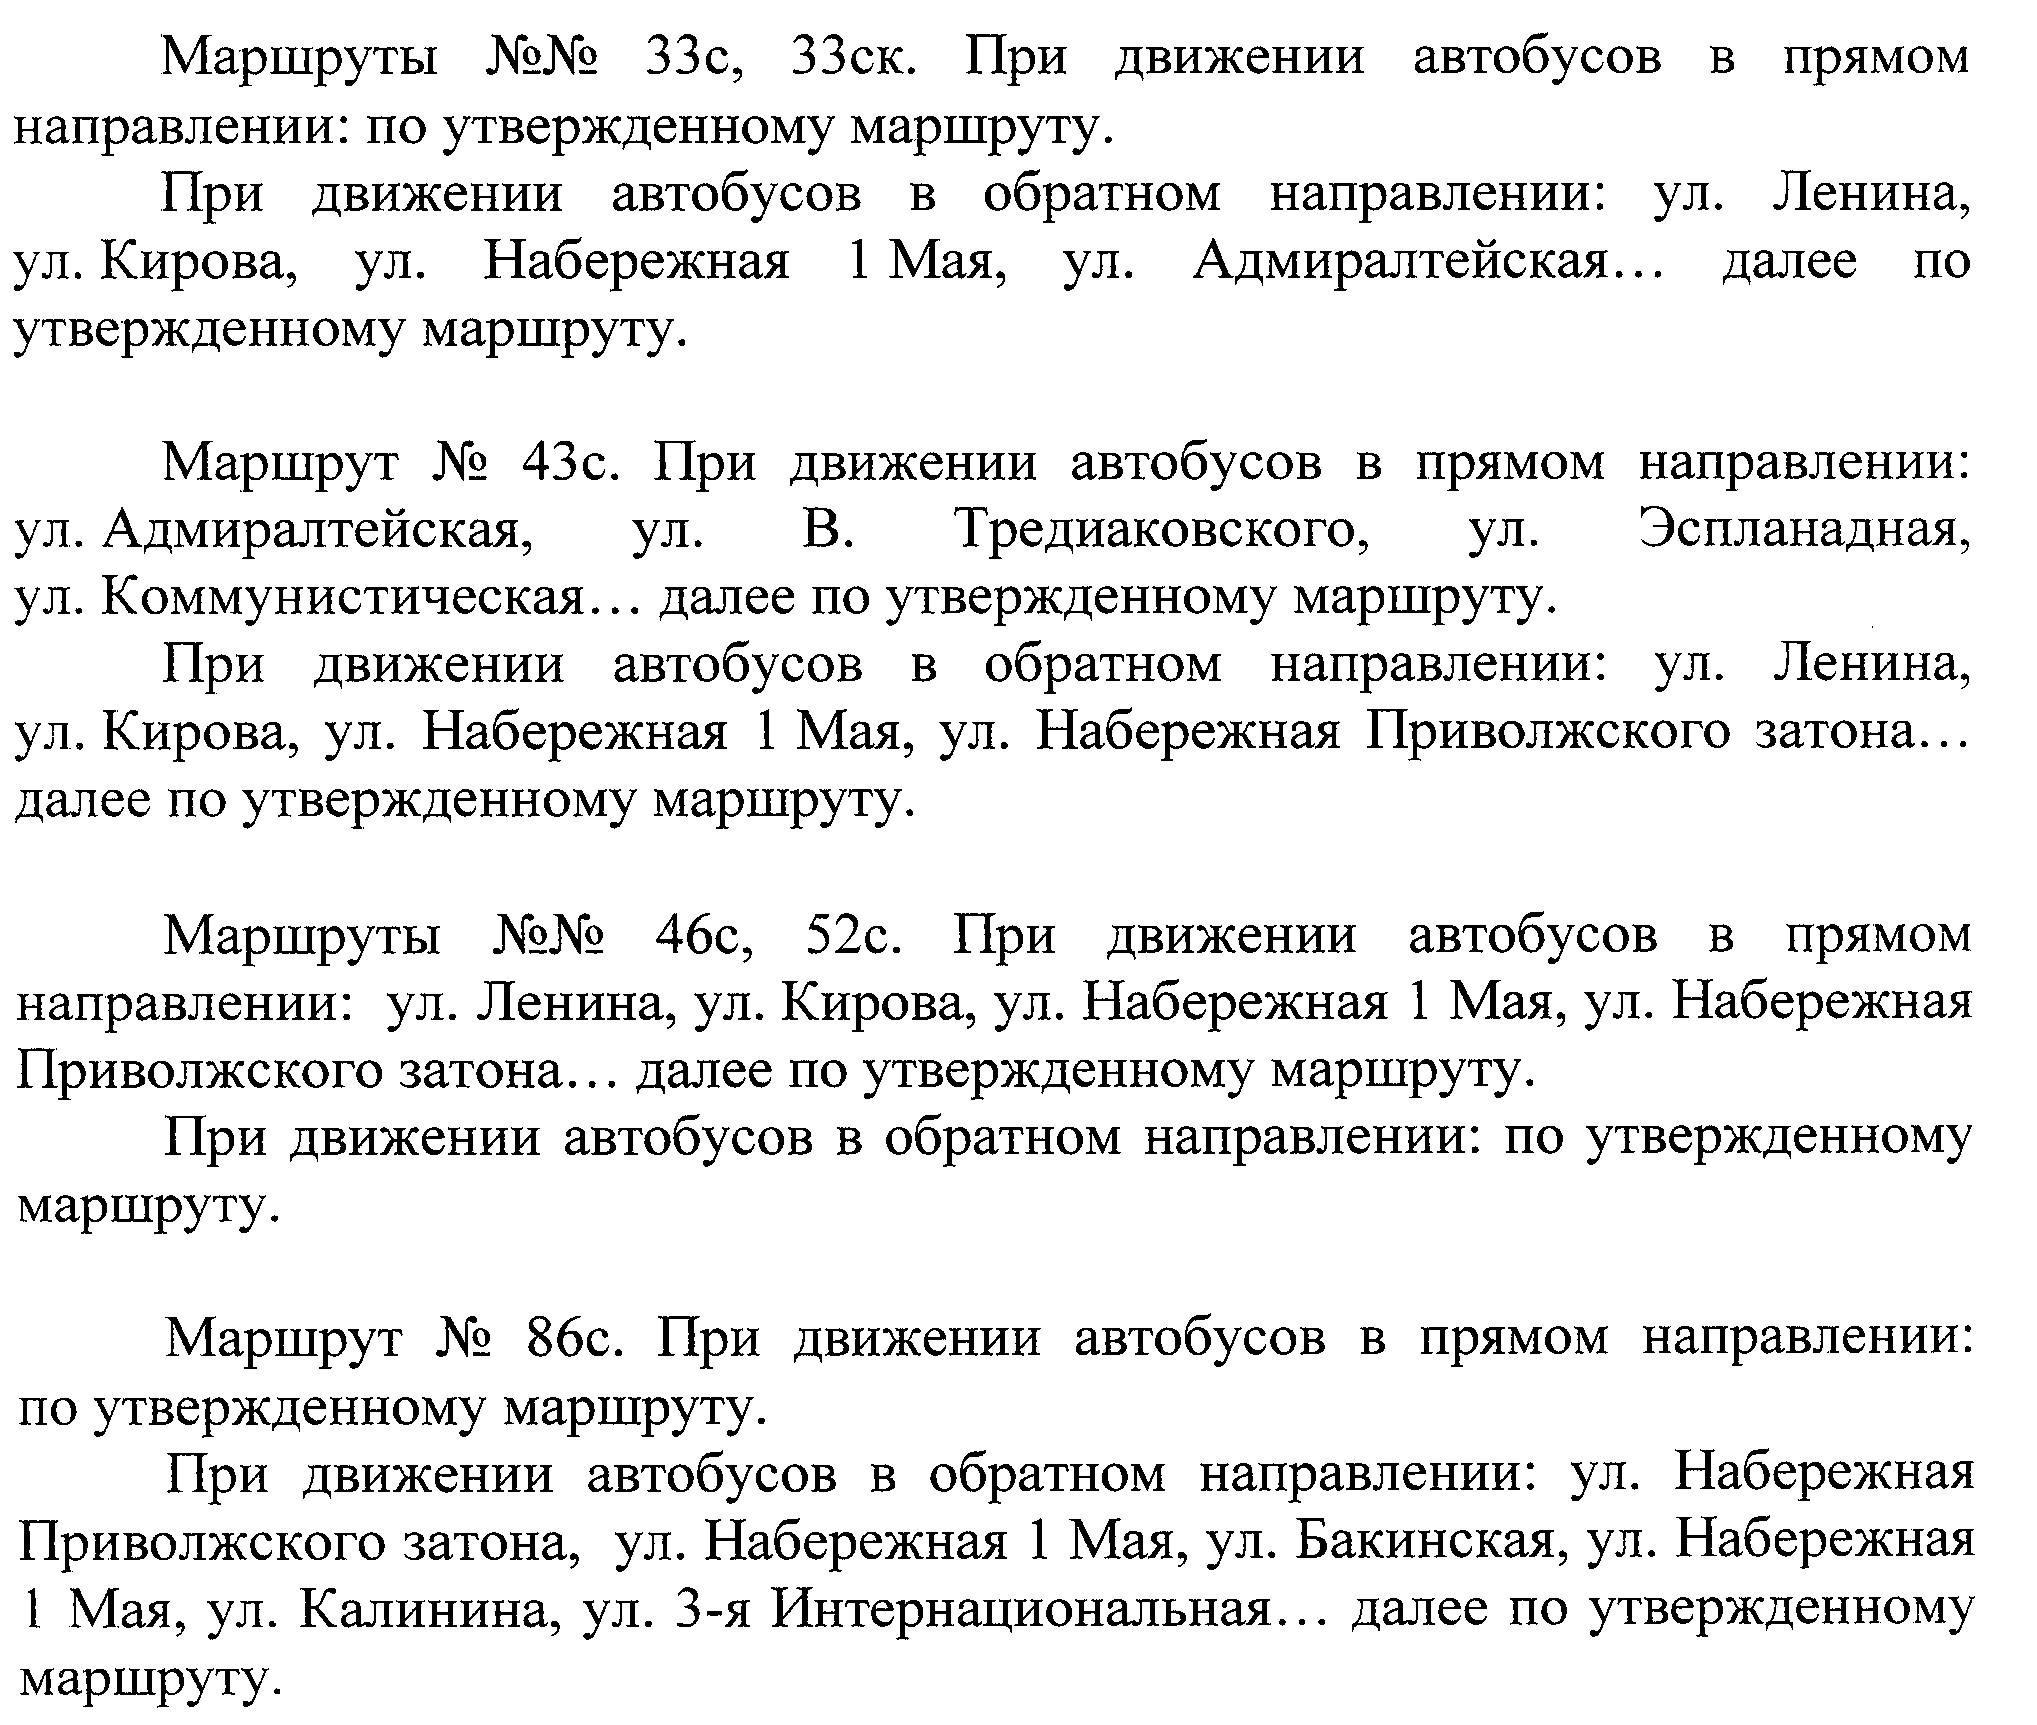 Маршруты №№ 33с, 33ск. При движении автобусов в прямом
направлении: по утвержденному маршруту.
При движении автобусов в обратном направлении: ул. Ленина,
ул. Кирова, ул. Набережная 1 Мая, ул. Адмиралтейская… далее по
утвержденному маршруту.
Маршрут № 43с. При движении автобусов в прямом направлении:
ул. Адмиралтейская, ул. В. Тредиаковского, ул. Эспланадная,
ул. Коммунистическая… далее по утвержденному маршруту.
При движении автобусов в обратном направлении: ул. Ленина,
ул. Кирова, ул. Набережная 1 Мая, ул. Набережная Приволжского затона…
далее по утвержденному маршруту.
Маршруты №№ 46с, 52с. При движении автобусов в прямом
направлении: ул. Ленина, ул. Кирова, ул. Набережная 1 Мая, ул. Набережная
Приволжского затона… далее по утвержденному маршруту.
При движении автобусов в обратном направлении: по утвержденному
маршруту.
Маршрут № 86с. При движении автобусов в прямом направлении:
по утвержденному маршруту.
При движении автобусов в обратном направлении: ул. Набережная
Приволжского затона, ул. Набережная 1 Мая, ул. Бакинская, ул. Набережная
1 Мая, ул. Калинина, ул. 3-я Интернациональная… далее по утвержденному
маршруту.